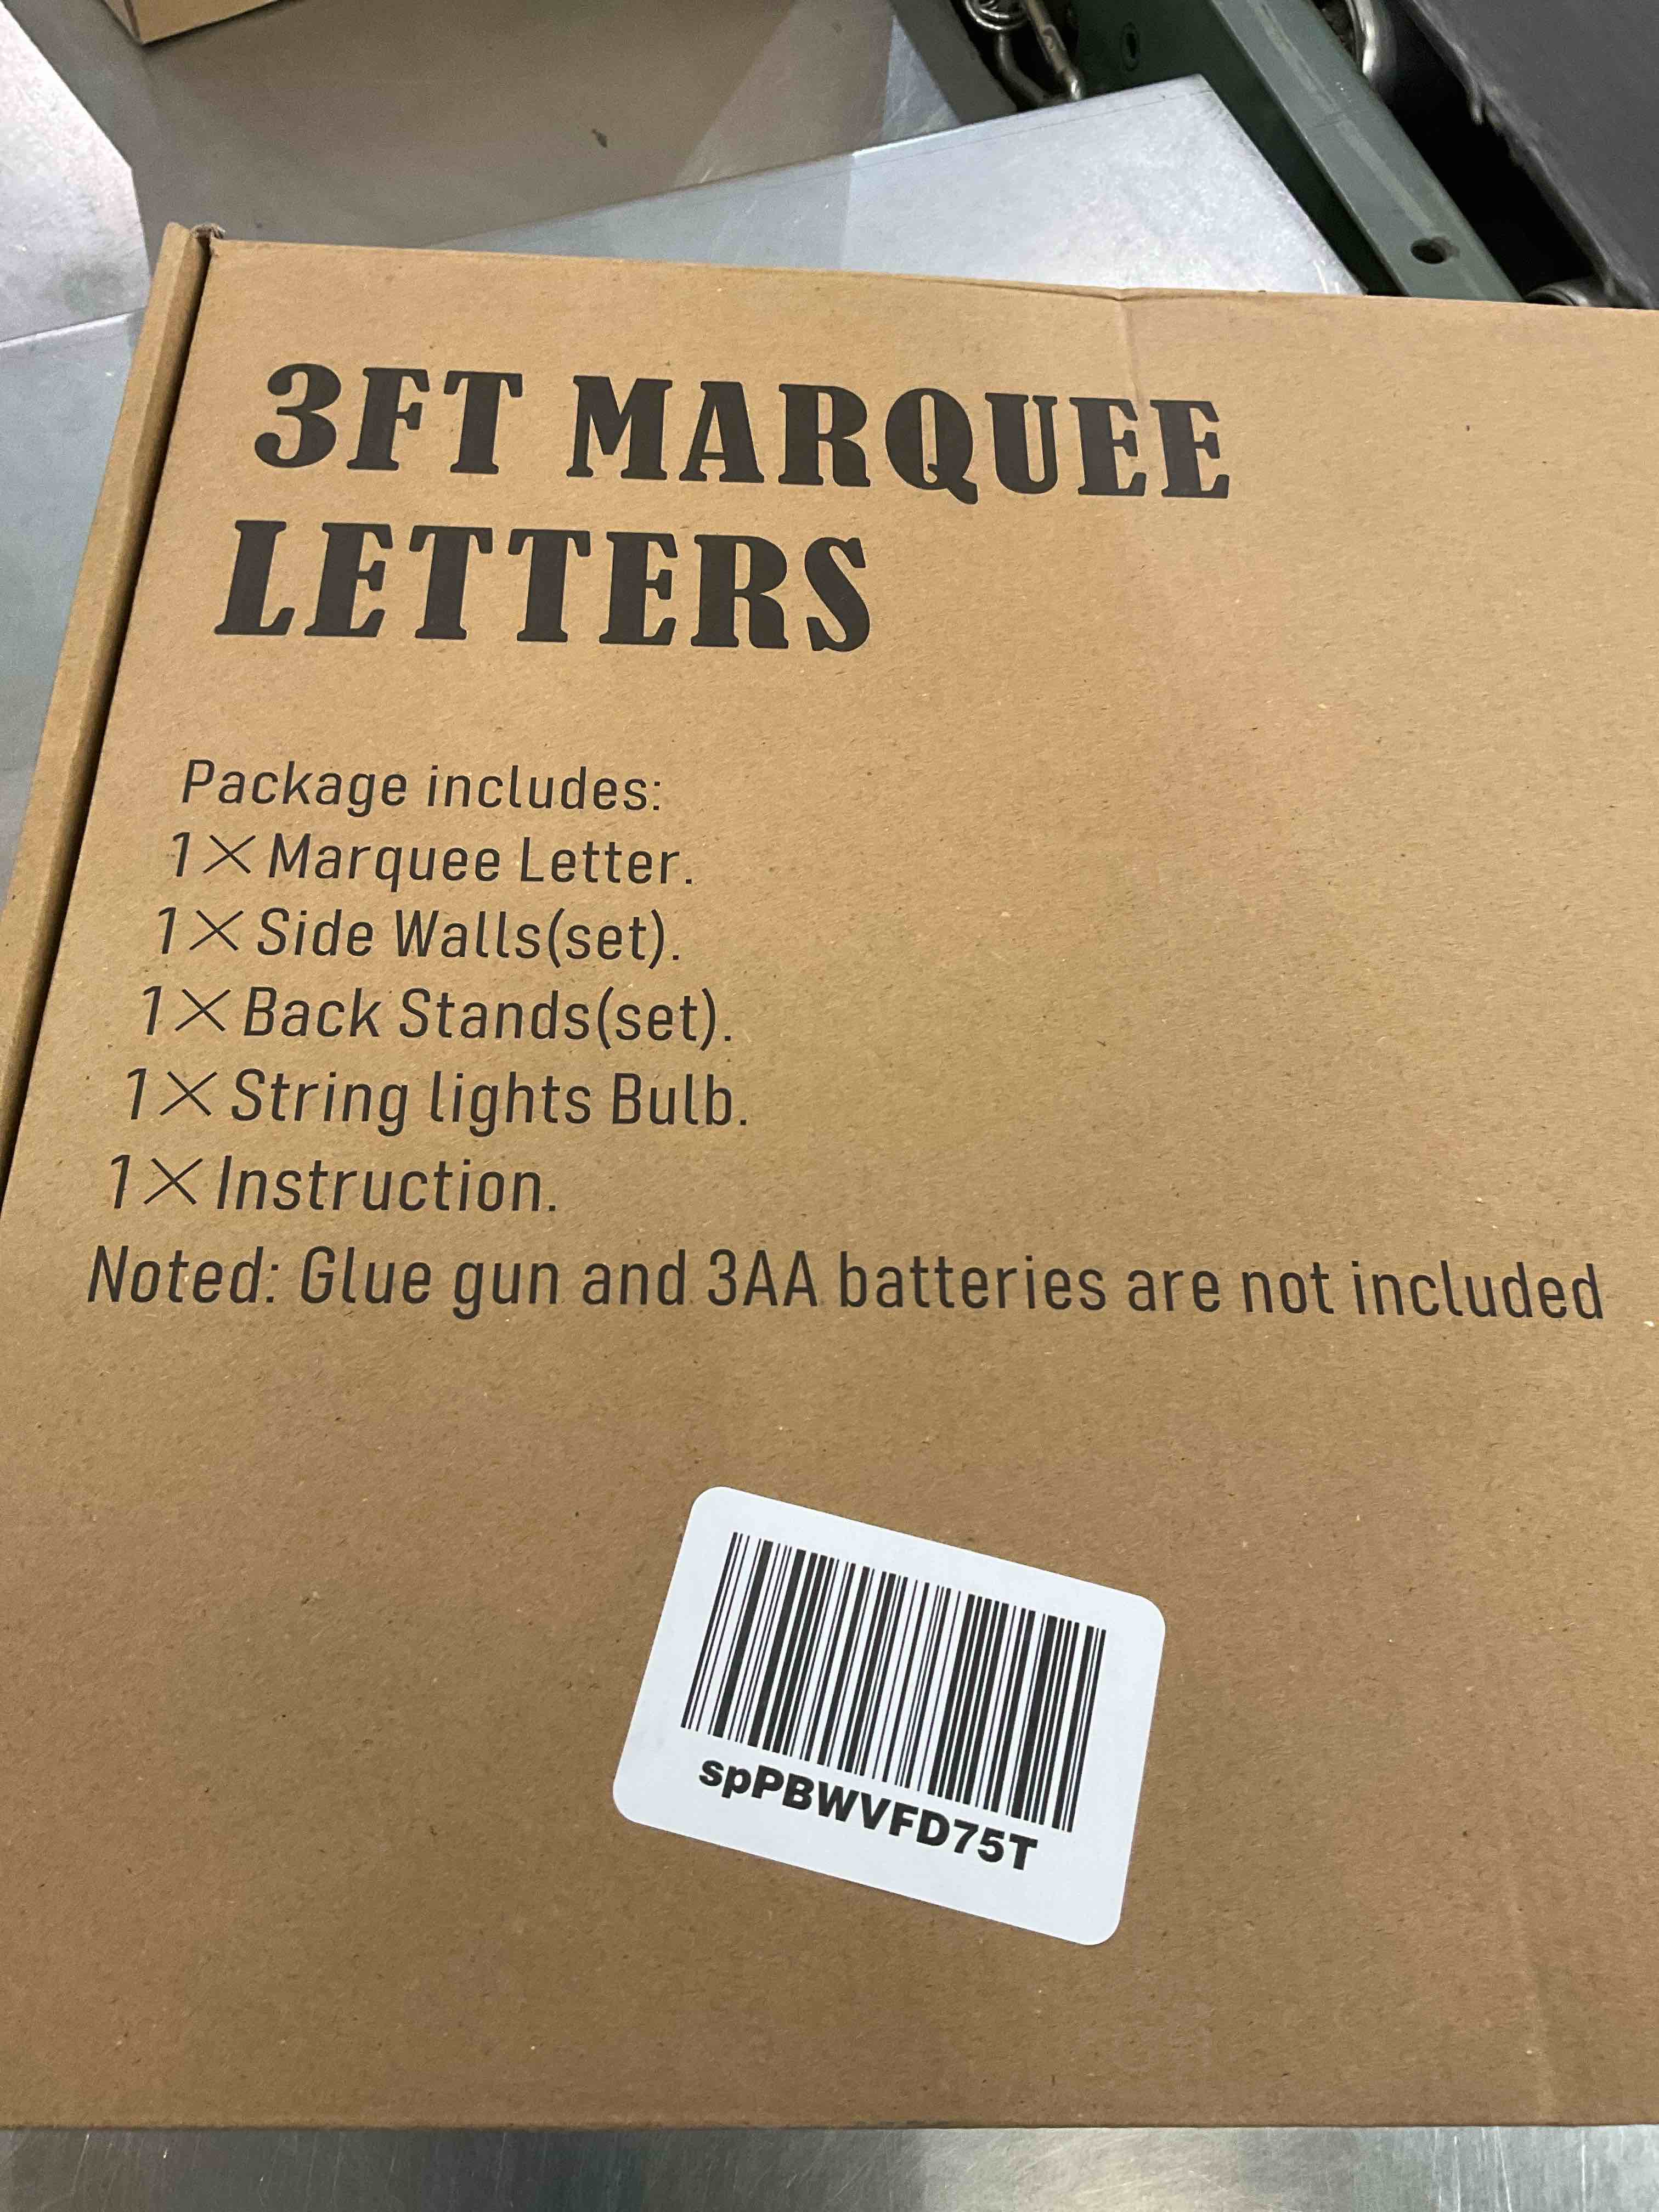 3FT MARQUEE
LETTERS
Package includes:
1×Marquee Letter.
1×Side Walls(set).
1×Back Stands(set).
1×String lights Bulb.
1×Instruction.
Noted: Glue gun and 3AA batteries are not included
spPBWVFD75T